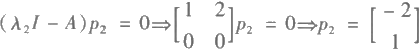 (λ₂I − A)p₂ = 0⇒[1 2; 0 0]p₂ = 0⇒p₂ = [−2; 1]